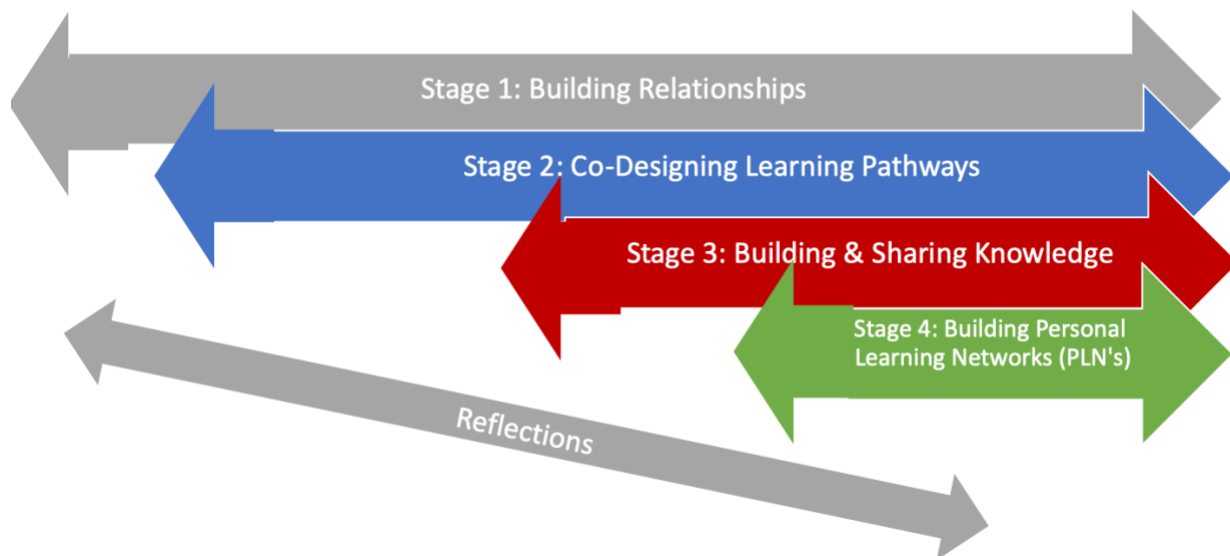 Stage 1: Building Relationships
Stage 2: Co-Designing Learning Pathways
Stage 3: Building & Sharing Knowledge
Stage 4: Building Personal
Learning Networks (PLN's)
Reflections